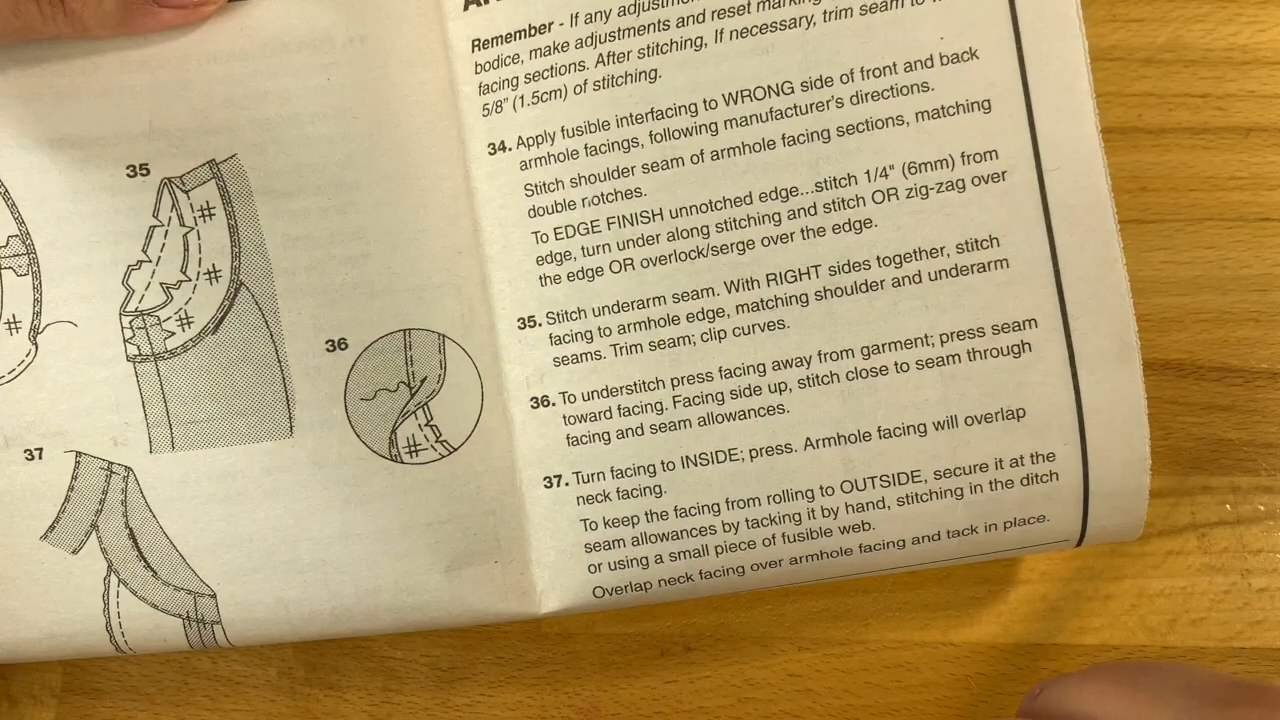 Remember - If any
bodice, make adjustments and reset
facing sections. After stitching, If necessary, trim seam to
5/8" (1.5cm) of stitching.
34. Apply fusible interfacing to WRONG side of front and back
armhole facings, following manufacturer's directions.
Stitch shoulder seam of armhole facing sections, matching
double notches.
To EDGE FINISH unnotched edge...stitch 1/4" (6mm) from
edge, turn under along stitching and stitch OR zig-zag over
the edge OR overlock/serge over the edge.
35. Stitch underarm seam. With RIGHT sides together, stitch
facing to armhole edge, matching shoulder and underarm
seams. Trim seam; clip curves.
36. To understitch press facing away from garment; press seam
toward facing. Facing side up, stitch close to seam through
facing and seam allowances.
37. Turn facing to INSIDE; press. Armhole facing will overlap
neck facing.
To keep the facing from rolling to OUTSIDE, secure it at the
seam allowances by tacking it by hand, stitching in the ditch
or using a small piece of fusible web.
Overlap neck facing over armhole facing and tack in place.
35
36
37